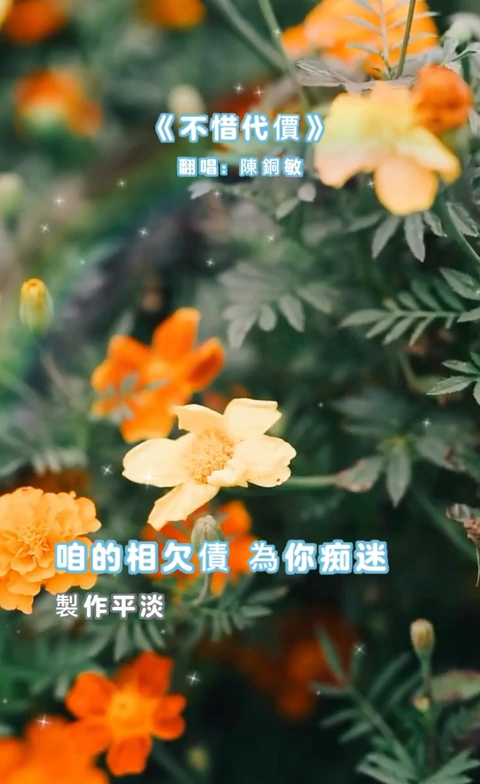 《不惜代價》
翻唱：陳銅敏
咱的相欠債 為你痴迷
製作平淡